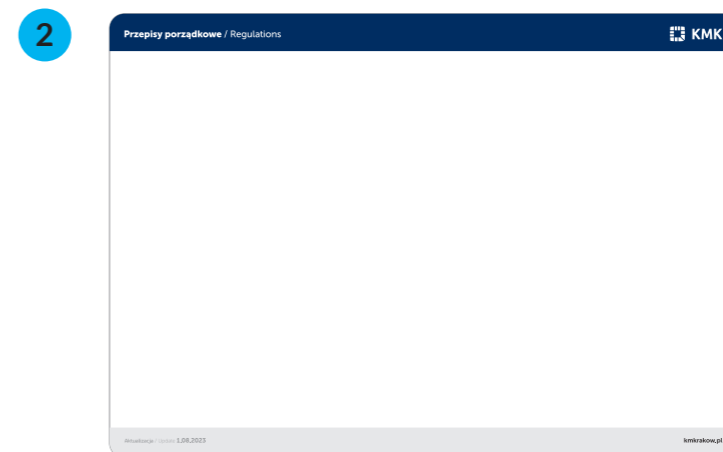 2
Przepisy porządkowe / Regulations
KMK
Aktualizacja / Update 1.08.2023
kmkrakow.pl